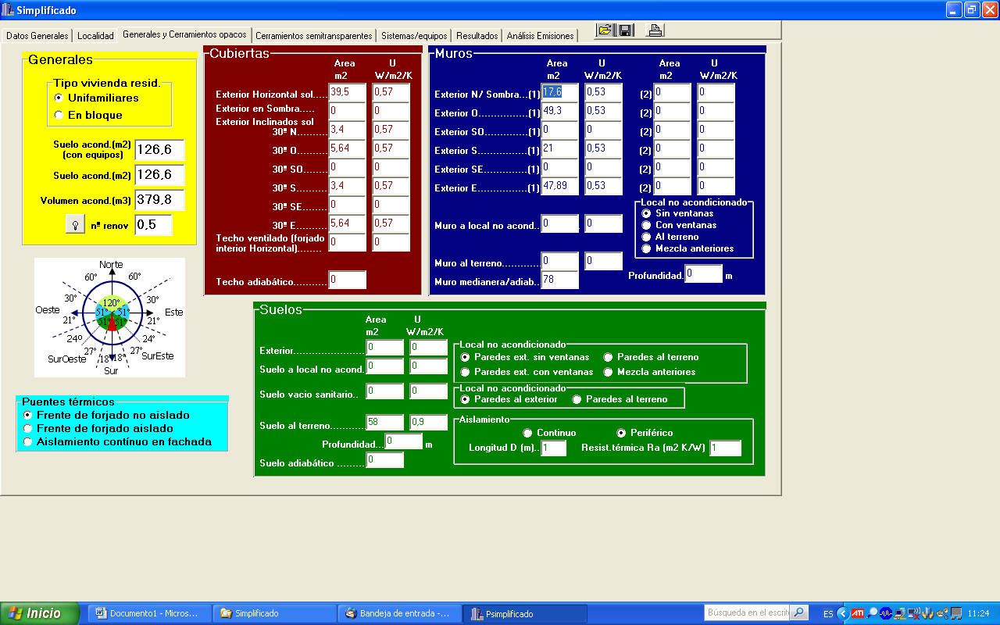 Simplificado
Datos Generales
Localidad
Generales y Cerramientos opacos
Cerramientos semitransparentes
Sistemas/equipos
Resultados
Análisis Emisiones
Generales
Tipo vivienda resid.
Unifamiliares
En bloque
Suelo acond.(m2) 126,6
(con equipos)
Suelo acond.(m2) 126,6
Volumen acond.(m3) 379,8
nº renov 0,5
Norte
60° 60°
30° 30°
120°
Oeste 51° 51° Este
21° 51° 51° 21°
24° 24°
27° 27°
SurOeste 18° 18° SurEste
Sur
Puentes térmicos
Frente de forjado no aislado
Frente de forjado aislado
Aislamiento contínuo en fachada
Cubiertas
Area U
m2 W/m2/K
Exterior Horizontal sol..... 39,5 0,57
Exterior en Sombra..... 0 0
Exterior Inclinados sol
30ª N.......... 3,4 0,57
30ª O.......... 5,64 0,57
30ª SO........ 0 0
30ª S.......... 3,4 0,57
30ª SE........ 0 0
30ª E.......... 5,64 0,57
Techo ventilado (forjado 0 0
interior Horizontal)........
Techo adiabático........... 0
Muros
Area U Area U
m2 W/m2/K m2 W/m2/K
Exterior N/ Sombra...(1) 17,6 0,53 (2) 0 0
Exterior O................(1) 49,3 0,53 (2) 0 0
Exterior SO..............(1) 0 0 (2) 0 0
Exterior S................(1) 21 0,53 (2) 0 0
Exterior SE..............(1) 0 0 (2) 0 0
Exterior E................(1) 47,89 0,53 (2) 0 0
Local no acondicionado
Sin ventanas
Con ventanas
Al terreno
Mezcla anteriores
Muro a local no acond.. 0 0
Muro al terreno............ 0 0
Muro medianera/adiab.. 78
Profundidad. 0 m
Suelos
Area U
m2 W/m2/K
Exterior...................... 0 0
Suelo a local no acond. 0 0
Suelo vacio sanitario.. 0 0
Suelo al terreno........... 58 0,9
Profundidad... 0 m
Suelo adiabático ......... 0
Local no acondicionado
Paredes ext. sin ventanas Paredes al terreno
Paredes ext. con ventanas Mezcla anteriores
Local no acondicionado
Paredes al exterior Paredes al terreno
Aislamiento
Continuo Periférico
Longitud D (m).. 1 Resist.térmica Ra (m2 K/W) 1
Inicio
Documento1 - Micros...
Simplificado
Bandeja de entrada -...
Psimplificado
Búsqueda en el escrit
ES
ATI
11:24